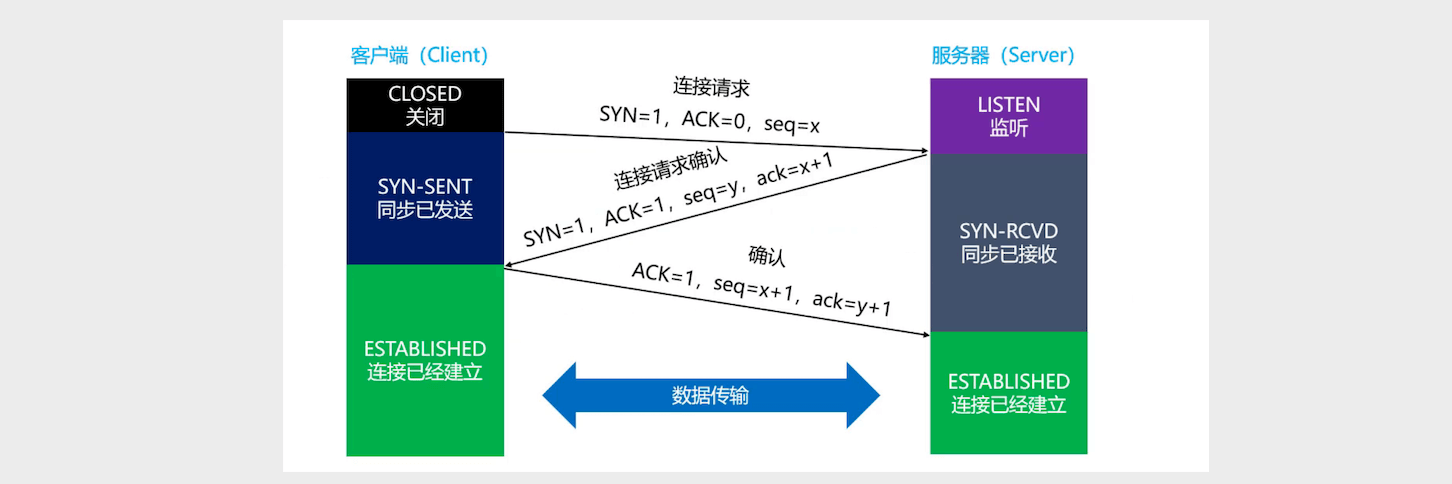 客户端（Client）
服务器（Server）
CLOSED
关闭
连接请求
SYN=1，ACK=0，seq=x
LISTEN
监听
连接请求确认
SYN=1，ACK=1，seq=y，ack=x+1
SYN-SENT
同步已发送
SYN-RCVD
同步已接收
确认
ACK=1，seq=x+1，ack=y+1
ESTABLISHED
连接已经建立
数据传输
ESTABLISHED
连接已经建立